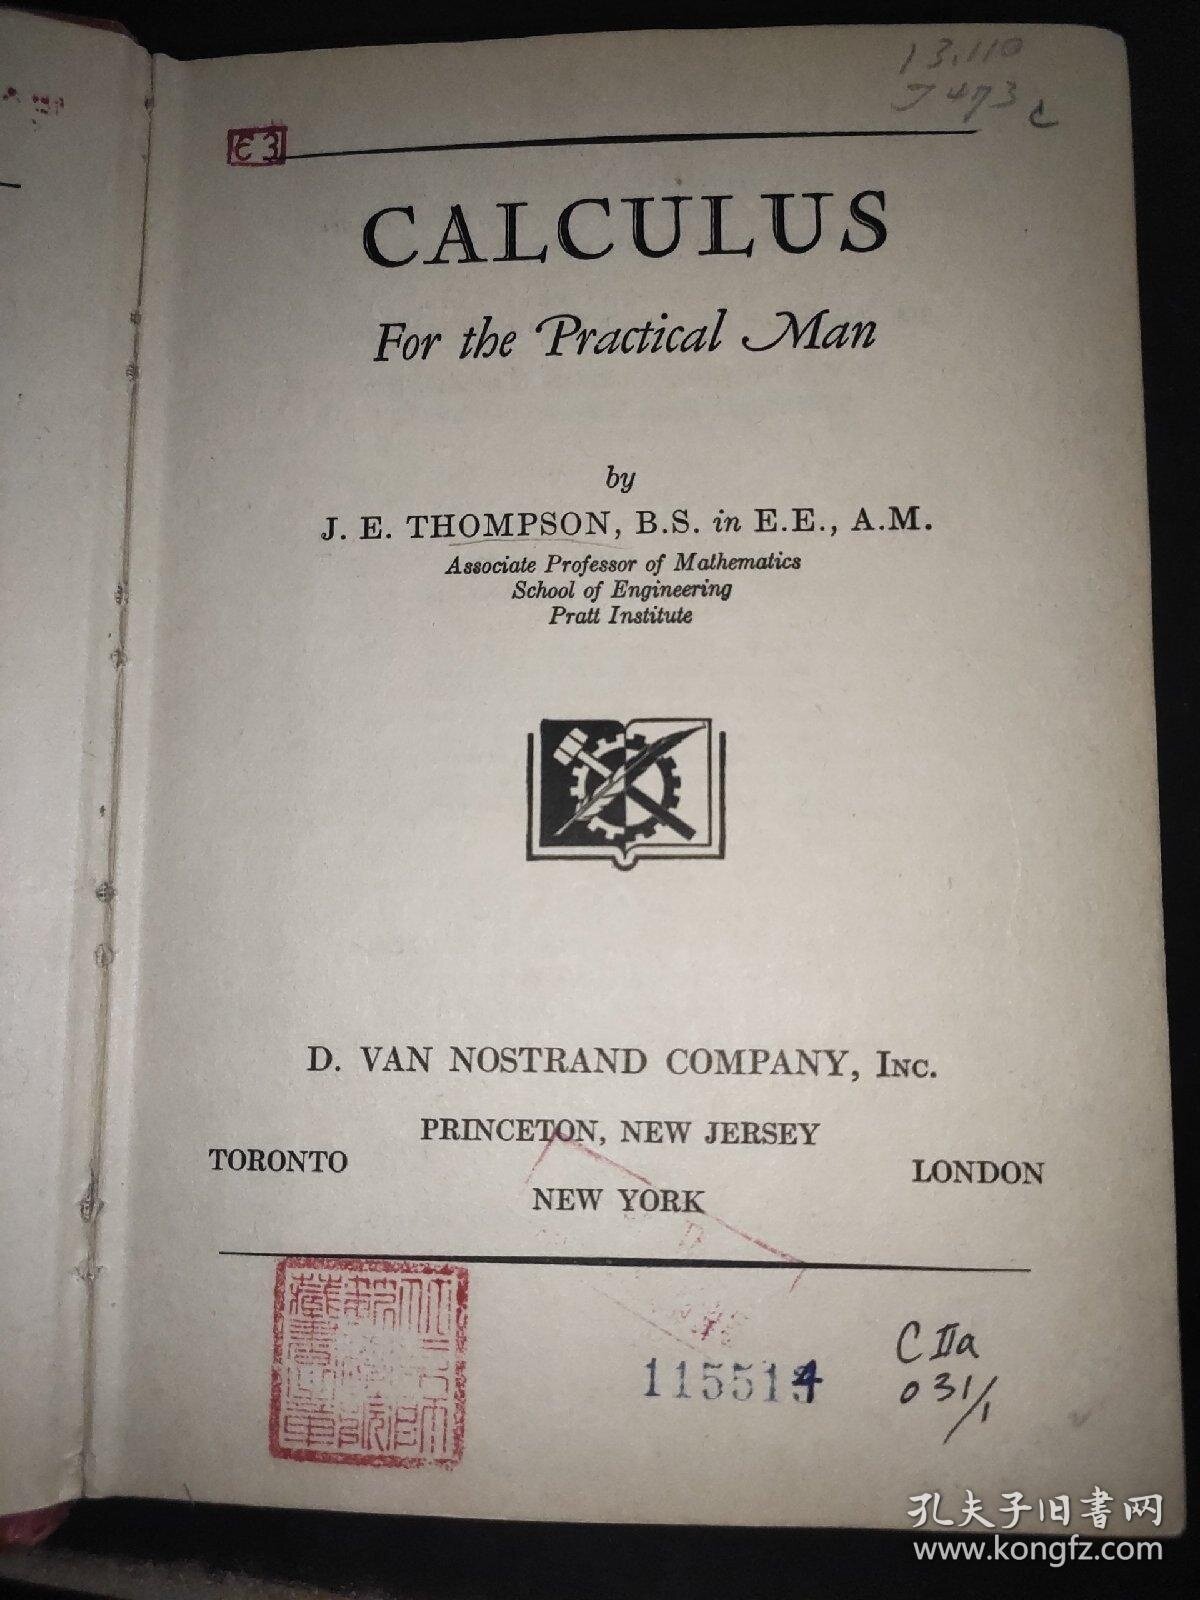 13.110
J473
C
E3
CALCULUS
For the Practical Man
by
J. E. THOMPSON, B.S. in E.E., A.M.
Associate Professor of Mathematics
School of Engineering
Pratt Institute
D. VAN NOSTRAND COMPANY, INC.
PRINCETON, NEW JERSEY
TORONTO
LONDON
NEW YORK
115514
C IIa
031/1
孔夫子旧书网
www.kongfz.com